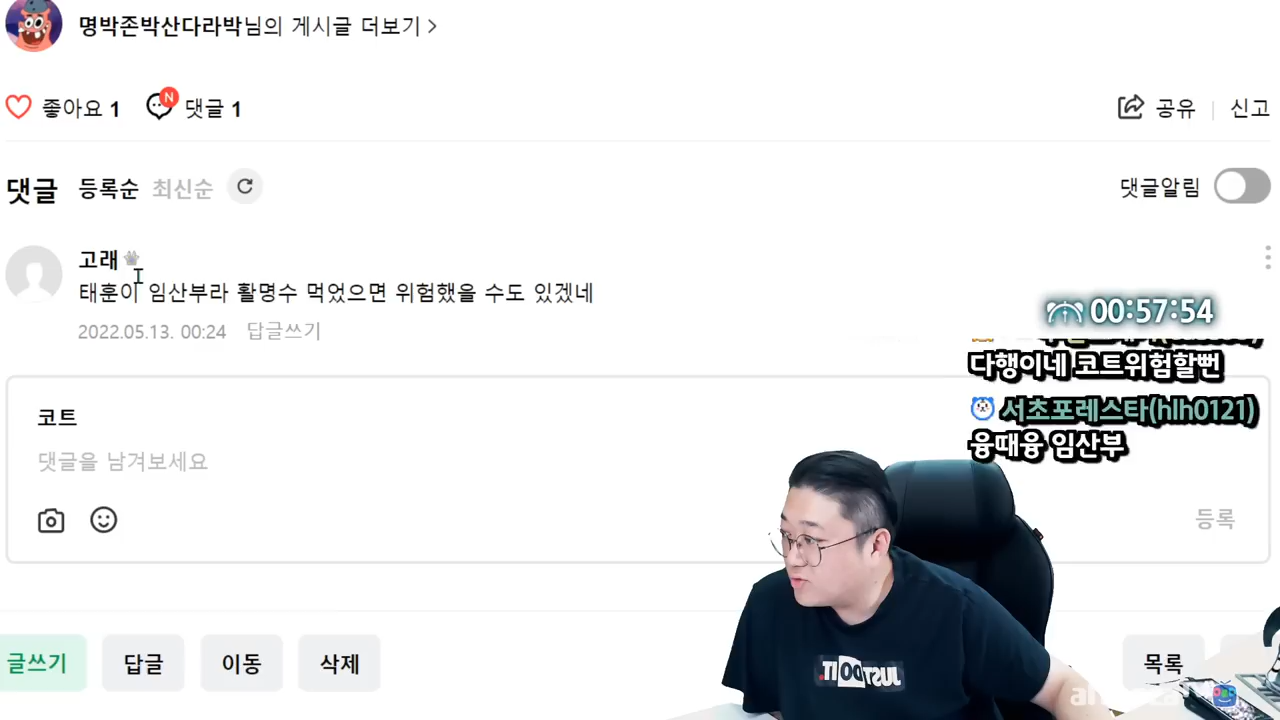 명박존박산다라박님의 게시글 더보기 >
좋아요 1
N
댓글 1
공유
신고
댓글 등록순 최신순
댓글알림
고래
태훈이 임산부라 활명수 먹었으면 위험했을 수도 있겠네
2022.05.13. 00:24 답글쓰기
00:57:54
다행이네 코트위험할뻔
서초포레스타(hlh0121)
융때융 임산부
코트
댓글을 남겨보세요
등록
JUST DO IT.
글쓰기
답글
이동
삭제
목록